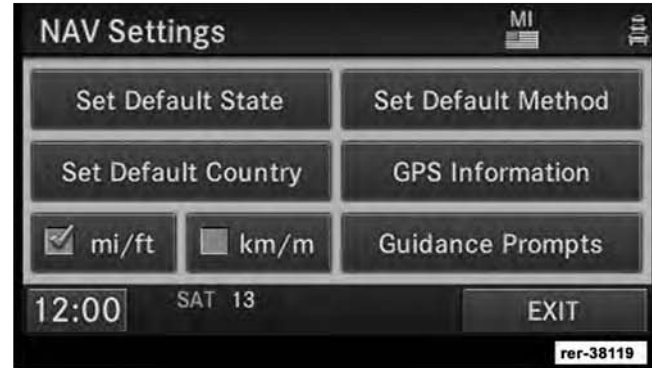 NAV Settings MI
Set Default State Set Default Method
Set Default Country GPS Information
mi/ft km/m Guidance Prompts
12:00 SAT 13 EXIT
rer-38119